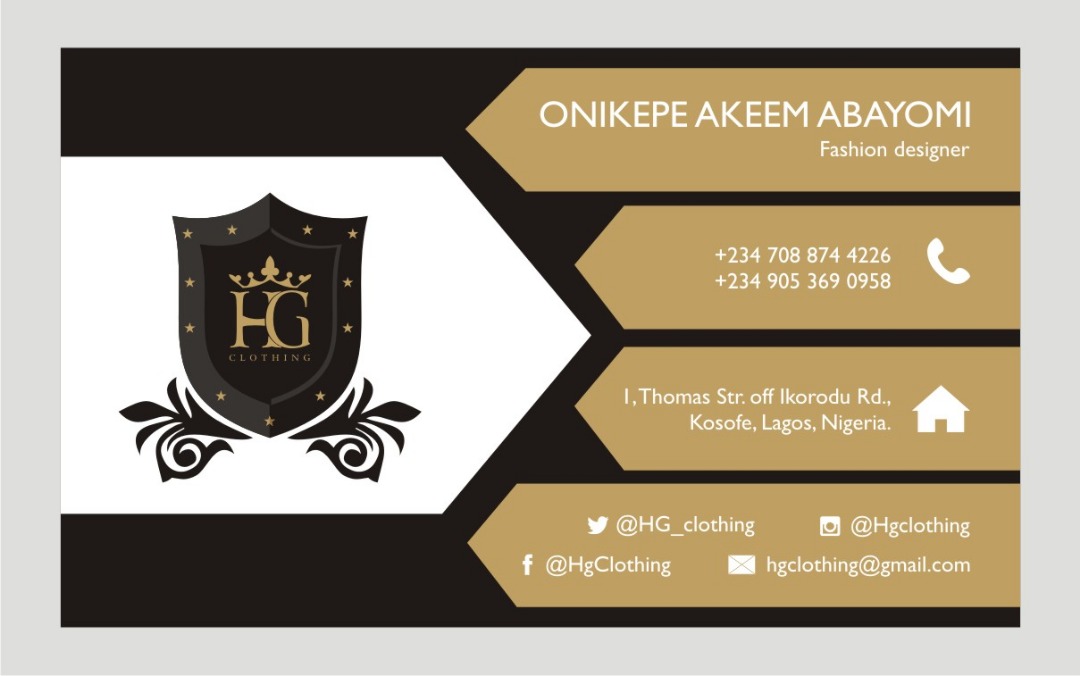 HG
CLOTHING
ONIKEPE AKEEM ABAYOMI
Fashion designer
+234 708 874 4226
+234 905 369 0958
1, Thomas Str. off Ikorodu Rd.,
Kosofe, Lagos, Nigeria.
@HG_clothing @Hgclothing
@HgClothing hgclothing@gmail.com